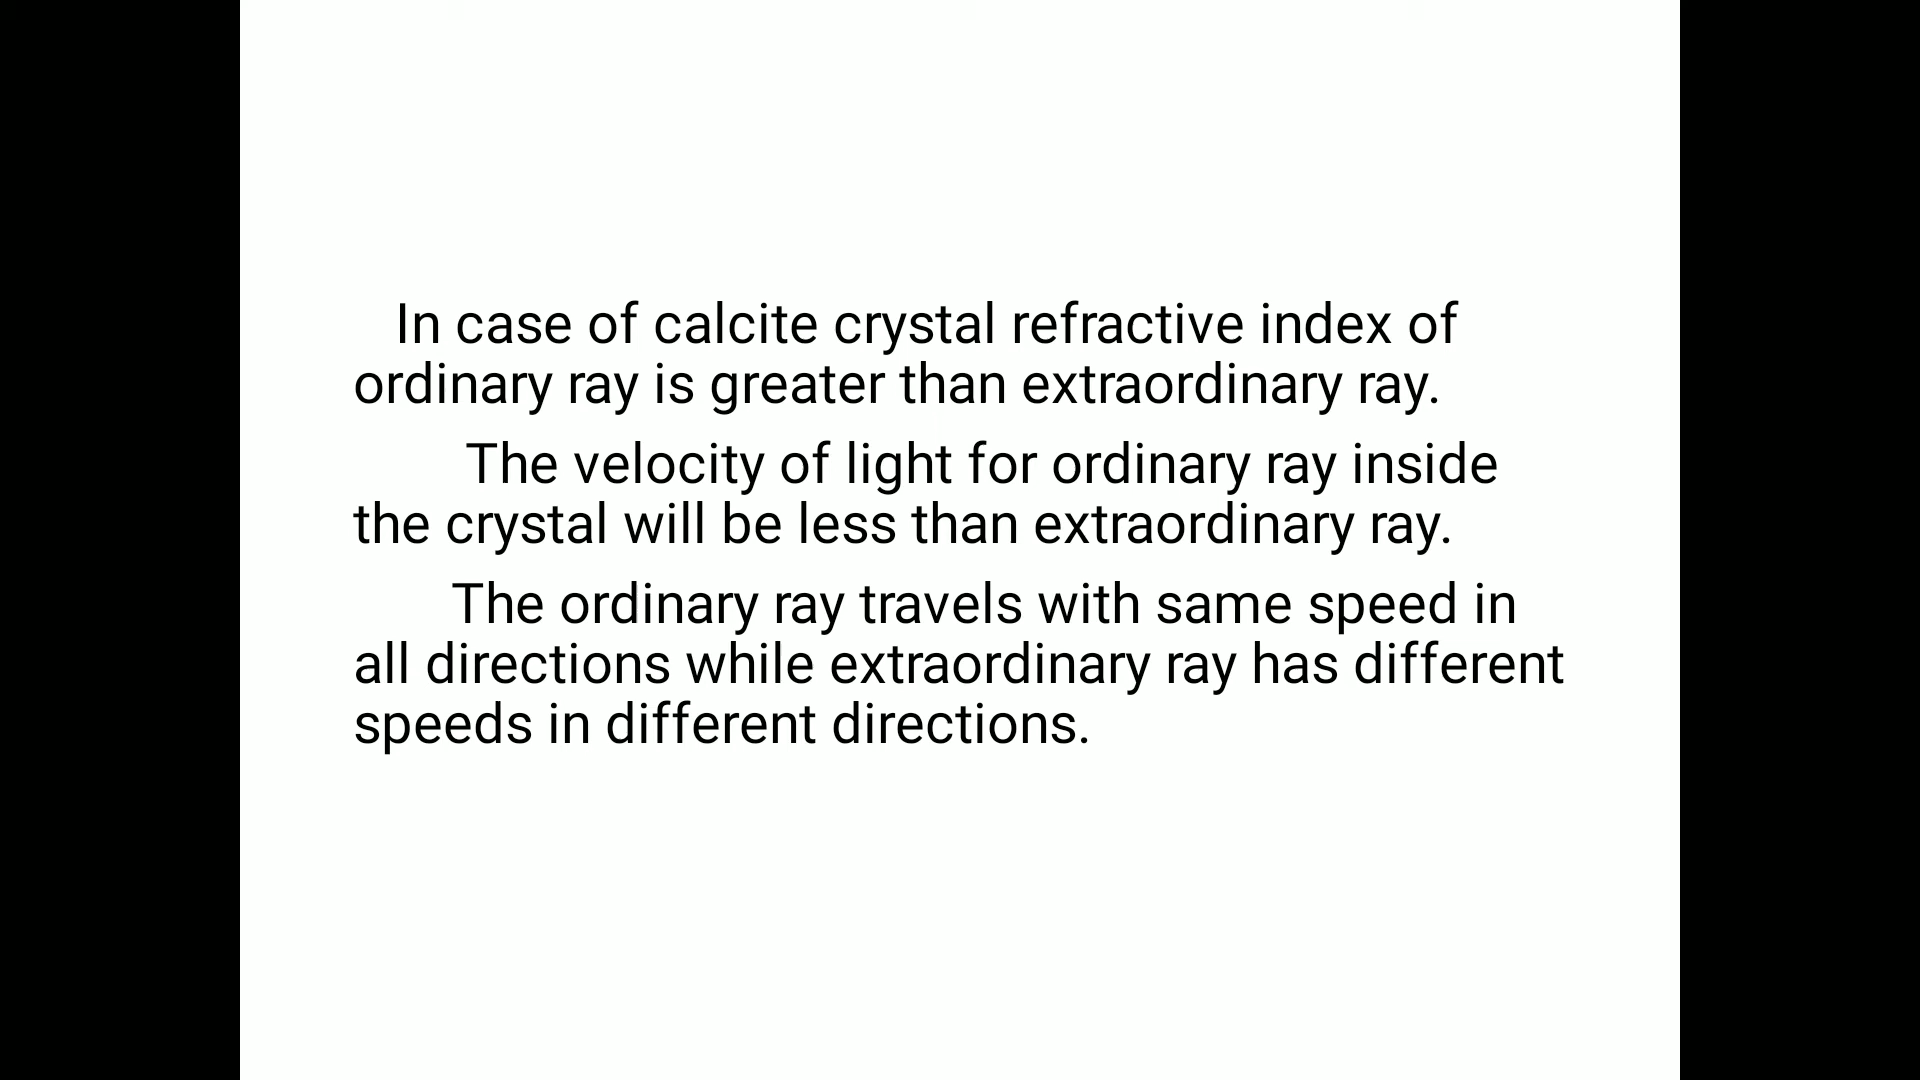 In case of calcite crystal refractive index of
ordinary ray is greater than extraordinary ray.
The velocity of light for ordinary ray inside
the crystal will be less than extraordinary ray.
The ordinary ray travels with same speed in
all directions while extraordinary ray has different
speeds in different directions.